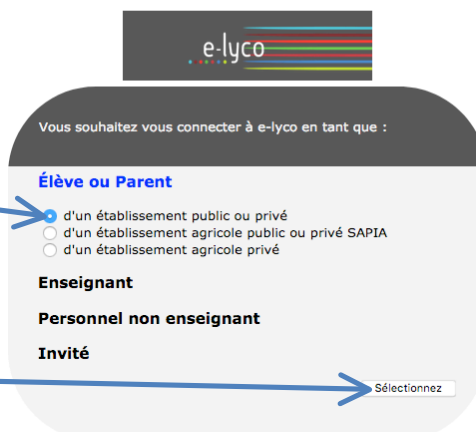 e-lyco
Vous souhaitez vous connecter à e-lyco en tant que :
Élève ou Parent
d'un établissement public ou privé
d'un établissement agricole public ou privé SAPIA
d'un établissement agricole privé
Enseignant
Personnel non enseignant
Invité
Sélectionnez